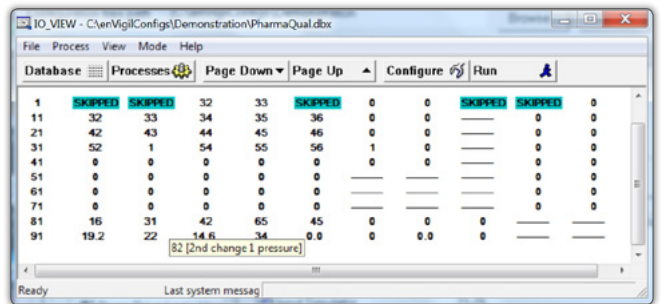 IO_VIEW - C:\enVigilConfigs\Demonstration\PharmaQual.dbx
File Process View Mode Help
Database Processes Page Down Page Up Configure Run
1 SKIPPED SKIPPED 32 33 SKIPPED 0 0 SKIPPED SKIPPED 0
11 32 33 34 35 36 0 0 —— 0 0
21 42 43 44 45 46 0 0 —— 0 0
31 52 1 54 55 56 1 0 —— 0 0
41 0 0 0 0 0 0 0 —— 0 0
51 0 0 0 0 0 —— —— —— 0 0
61 0 0 0 0 0 —— —— —— 0 0
71 0 0 0 0 0 —— —— —— 0 0
81 16 31 42 65 45 0 0 0 —— ——
91 19.2 22 14.6 34 0.0 0 0.0 0 —— ——
82 [2nd change 1 pressure]
Ready Last system messag